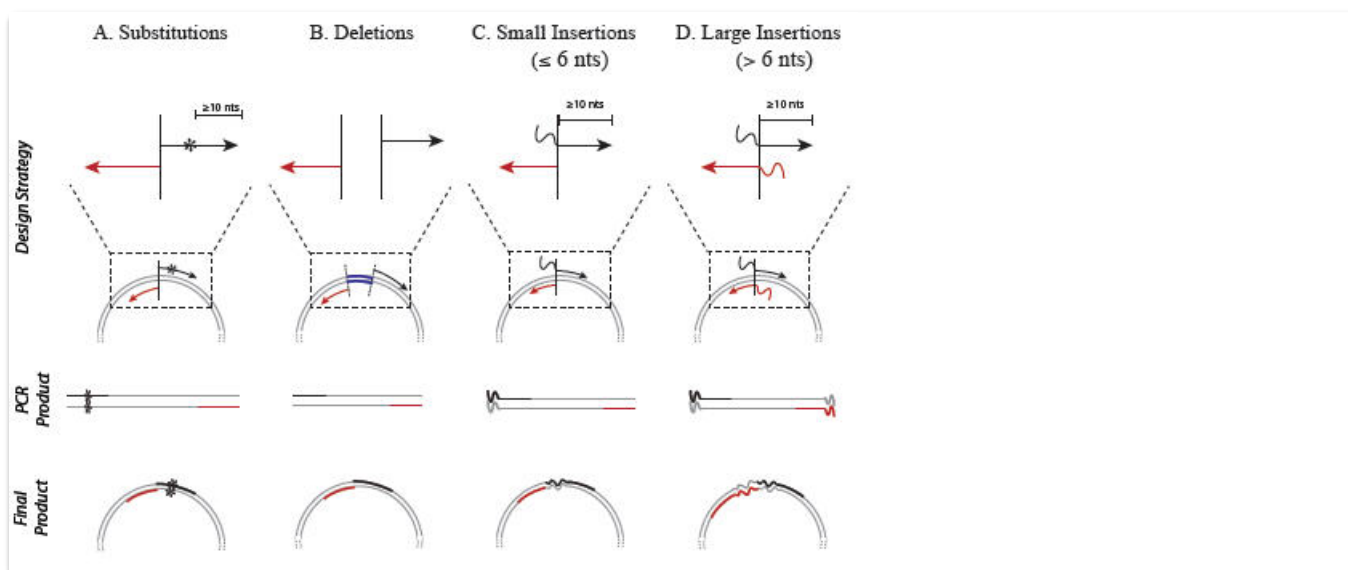 A. Substitutions
B. Deletions
C. Small Insertions
(≤ 6 nts)
D. Large Insertions
(> 6 nts)
Design Strategy
≥10 nts
≥10 nts
≥10 nts
PCR
Product
Final
Product